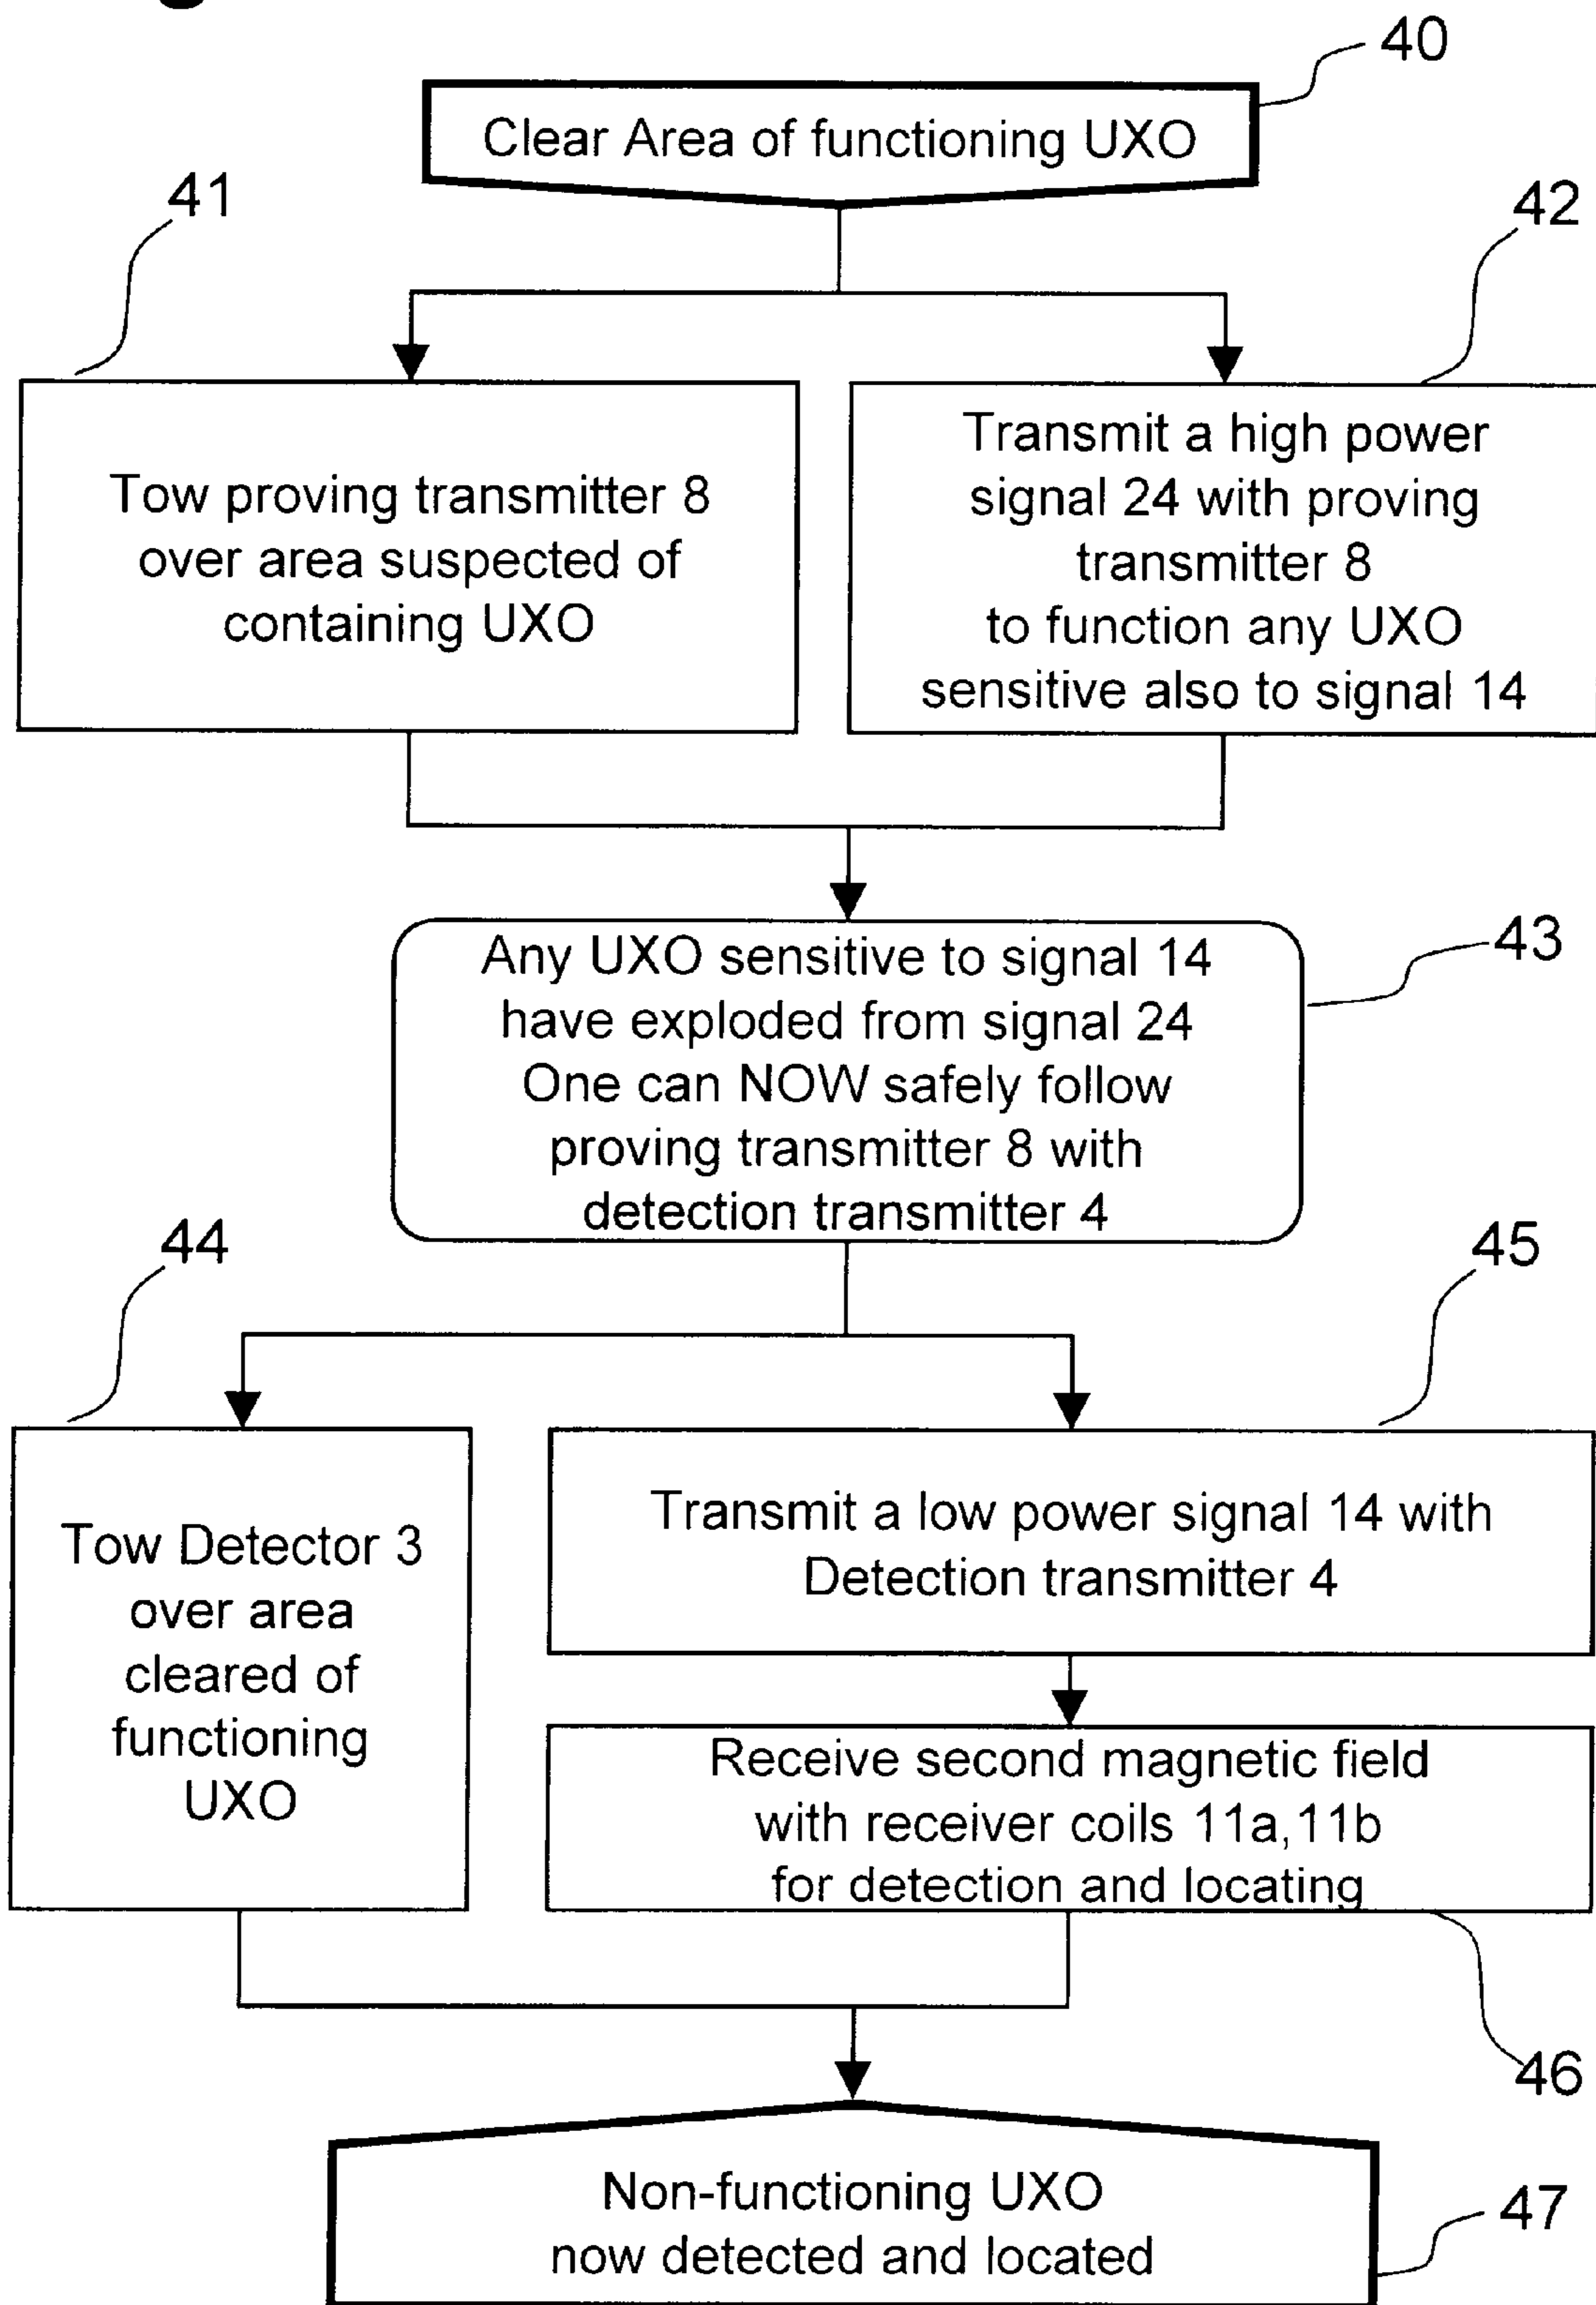 40
Clear Area of functioning UXO
41
42
Tow proving transmitter 8
over area suspected of
containing UXO
Transmit a high power
signal 24 with proving
transmitter 8
to function any UXO
sensitive also to signal 14
43
Any UXO sensitive to signal 14
have exploded from signal 24
One can NOW safely follow
proving transmitter 8 with
detection transmitter 4
44
45
Tow Detector 3
over area
cleared of
functioning
UXO
Transmit a low power signal 14 with
Detection transmitter 4
Receive second magnetic field
with receiver coils 11a,11b
for detection and locating
46
Non-functioning UXO
now detected and located
47